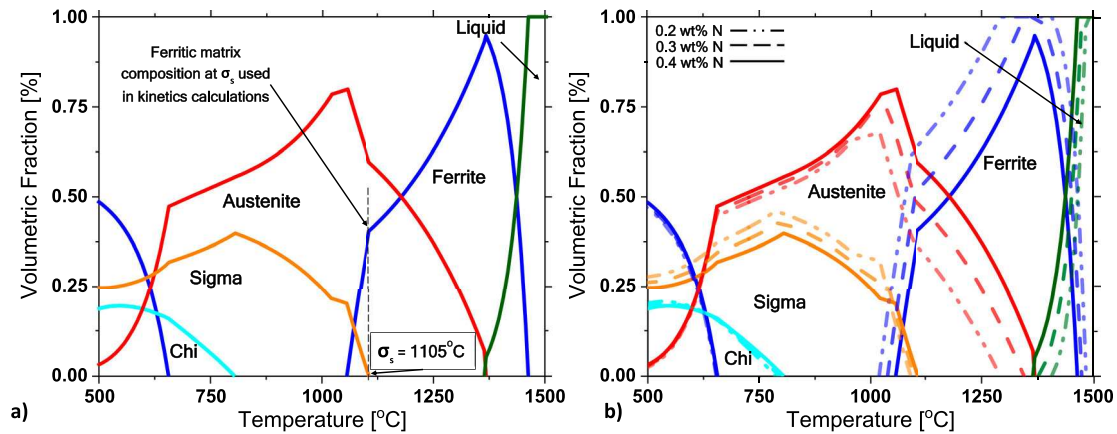 1.00
0.75
0.50
0.25
0.00
Volumetric Fraction [%]
Ferritic matrix
composition at σs used
in kinetics calculations
Liquid
Ferrite
Austenite
Sigma
Chi
σs = 1105°C
500
750
1000
1250
1500
Temperature [°C]
a)
1.00
0.75
0.50
0.25
0.00
Volumetric Fraction [%]
0.2 wt% N
0.3 wt% N
0.4 wt% N
Liquid
Ferrite
Austenite
Sigma
Chi
500
750
1000
1250
1500
Temperature [°C]
b)